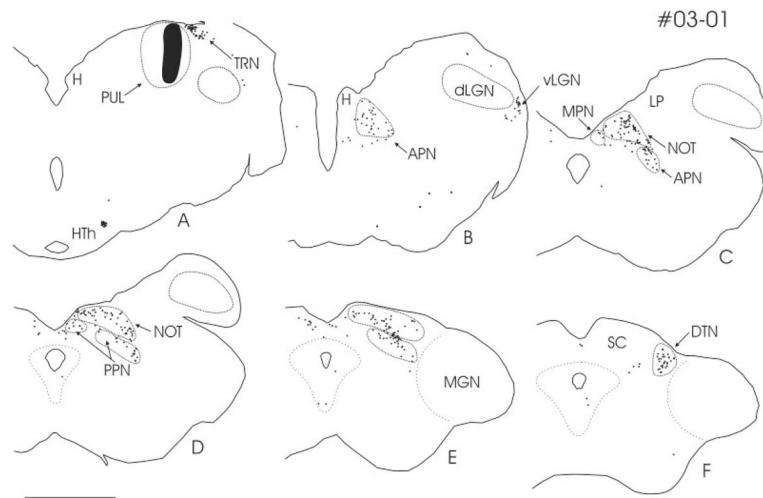 #03-01
H
PUL
TRN
HTh
A
H
dLGN
vLGN
APN
B
MPN
LP
NOT
APN
C
NOT
PPN
D
MGN
E
SC
DTN
F